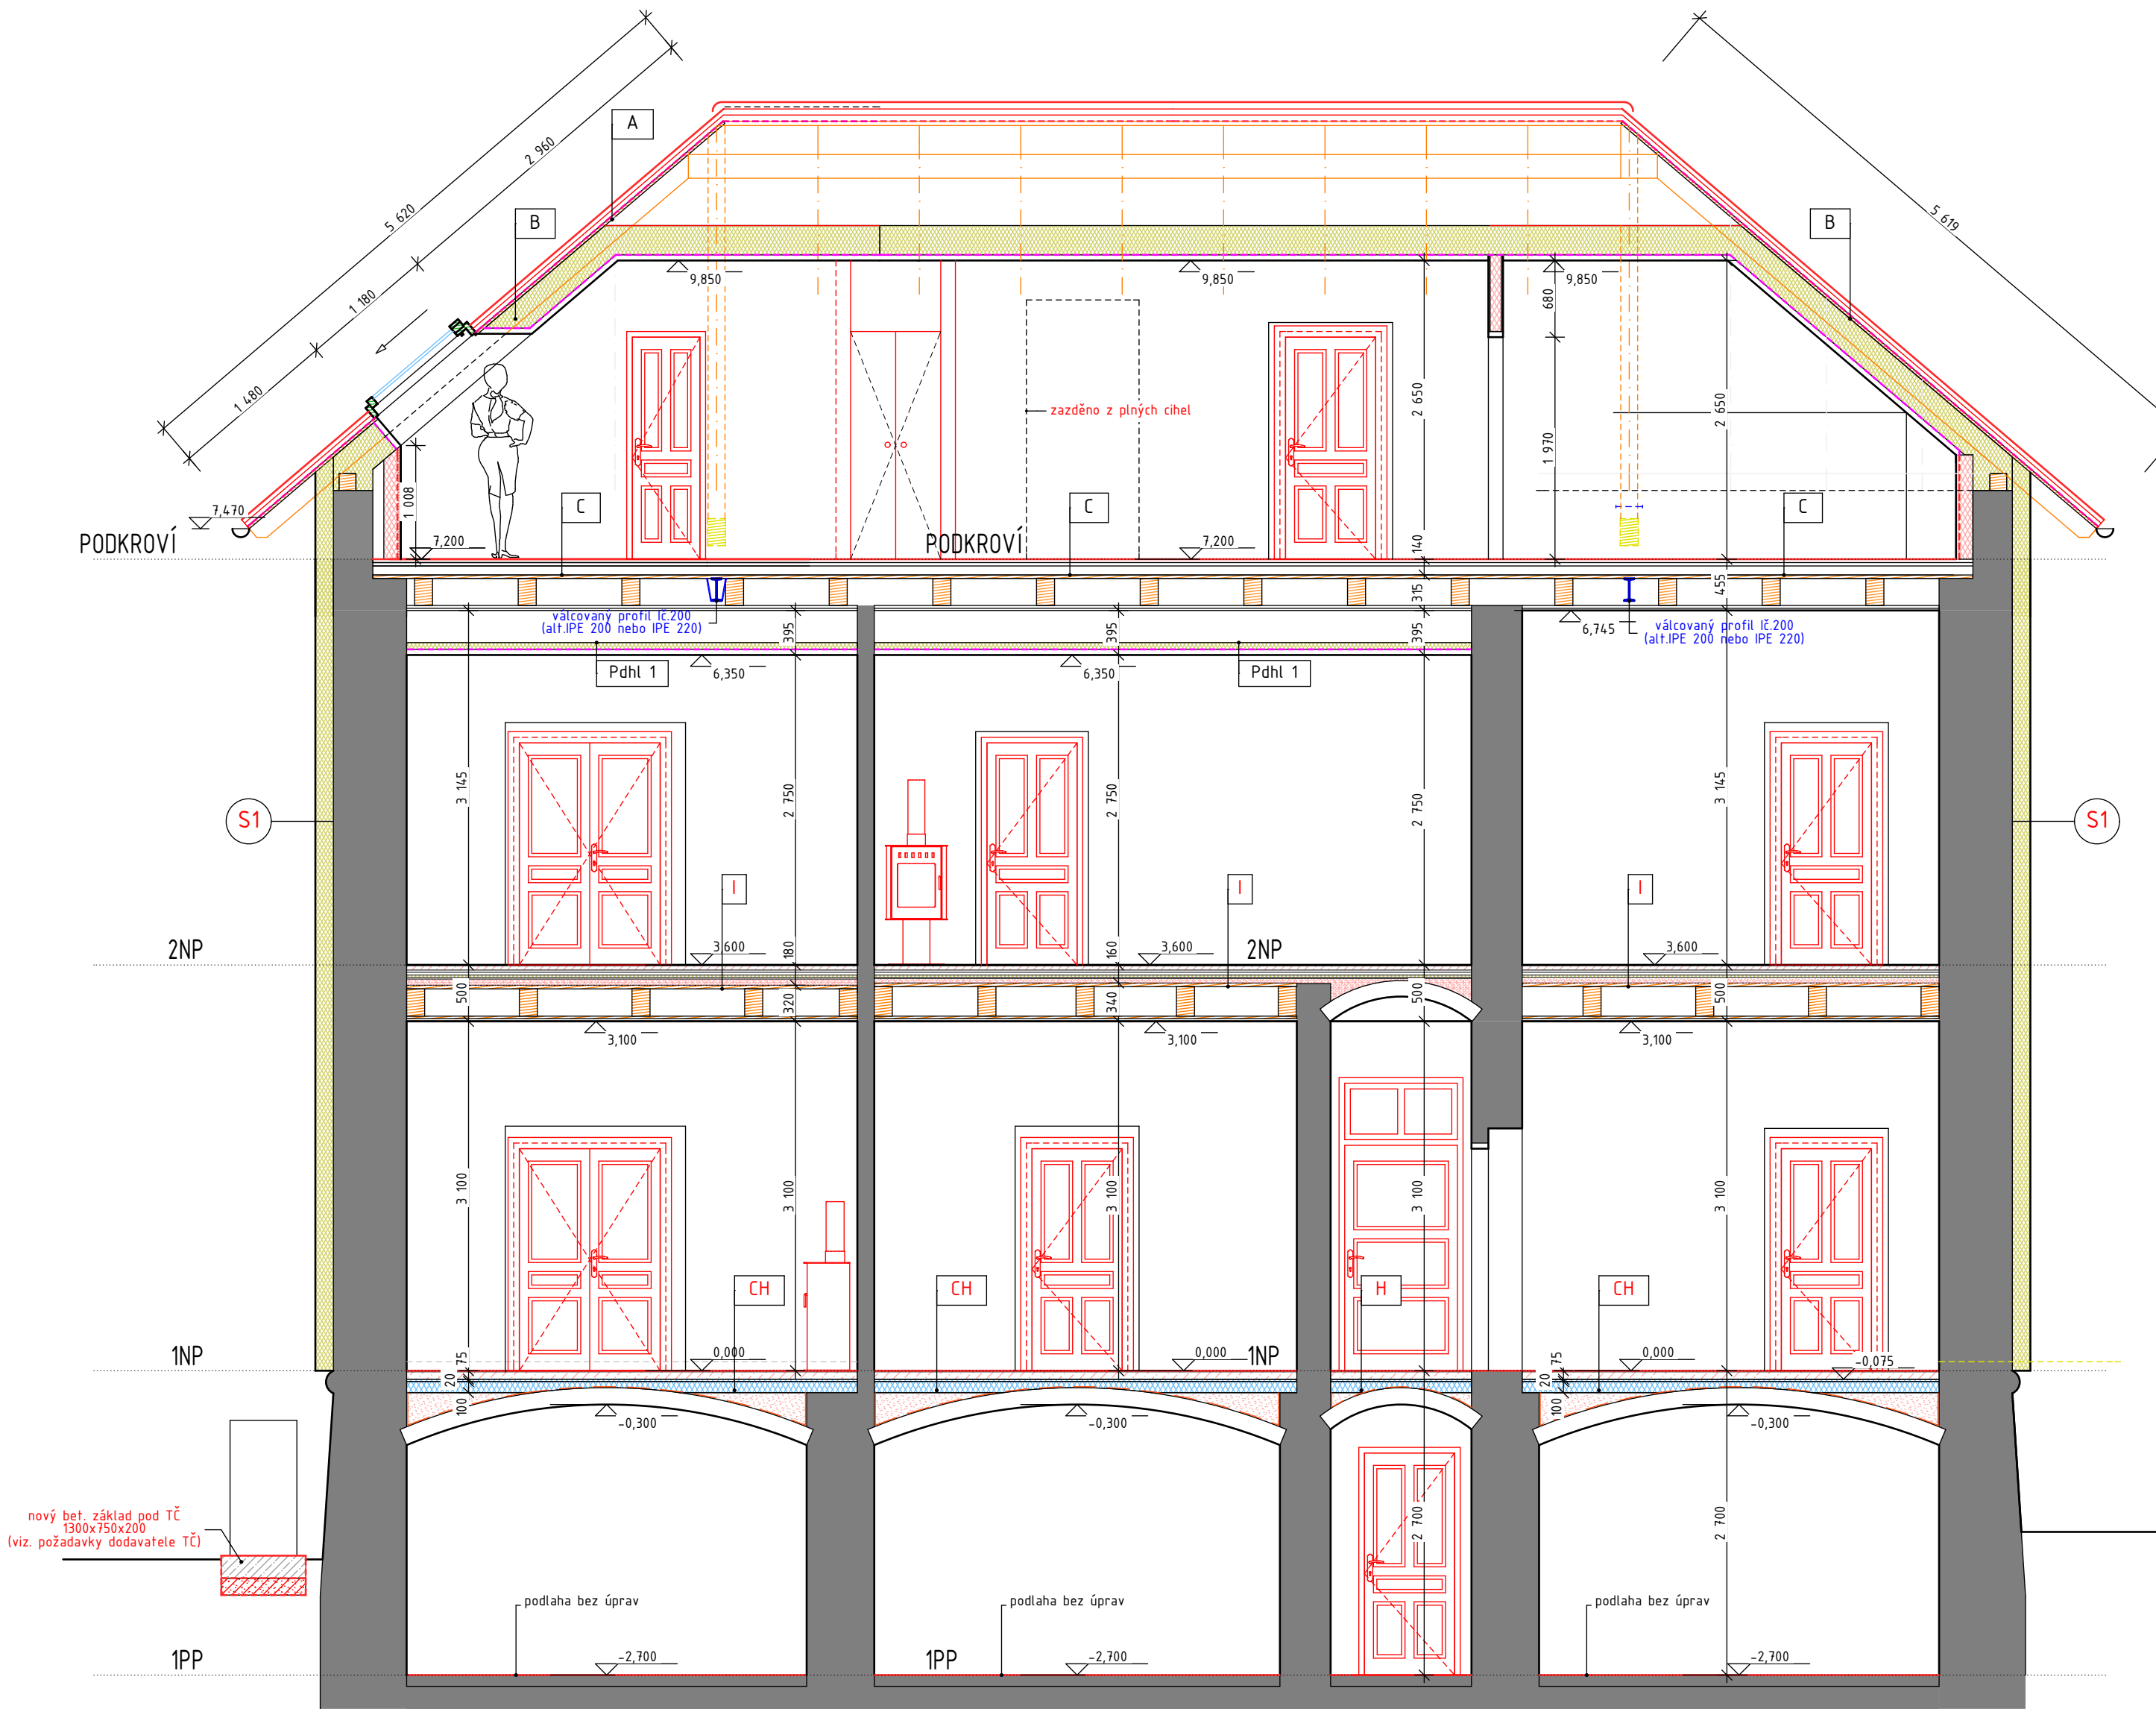 5 620
2 960
1 180
1 480
5 619
A
B
B
9,850
9,850
9,850
680
2 650
2 650
1 970
zazděno z plných cihel
1 008
C
C
C
7,470
7,200
7,200
PODKROVÍ
PODKROVÍ
140
315
455
válcovaný profil Ič.200
(alt.IPE 200 nebo IPE 220)
válcovaný profil Ič.200
(alt.IPE 200 nebo IPE 220)
395
395
395
6,745
Pdhl 1
Pdhl 1
6,350
6,350
3 145
2 750
2 750
2 750
3 145
S1
S1
I
I
I
2NP
2NP
3,600
3,600
3,600
180
160
500
320
340
500
500
3,100
3,100
3,100
3 100
3 100
3 100
3 100
3 100
CH
CH
H
CH
1NP
1NP
0,000
0,000
0,000
-0,075
75
20
100
75
20
100
-0,300
-0,300
-0,300
nový bet. základ pod TČ
1300x750x200
(viz. požadavky dodavatele TČ)
2 700
2 700
podlaha bez úprav
podlaha bez úprav
podlaha bez úprav
1PP
1PP
-2,700
-2,700
-2,700